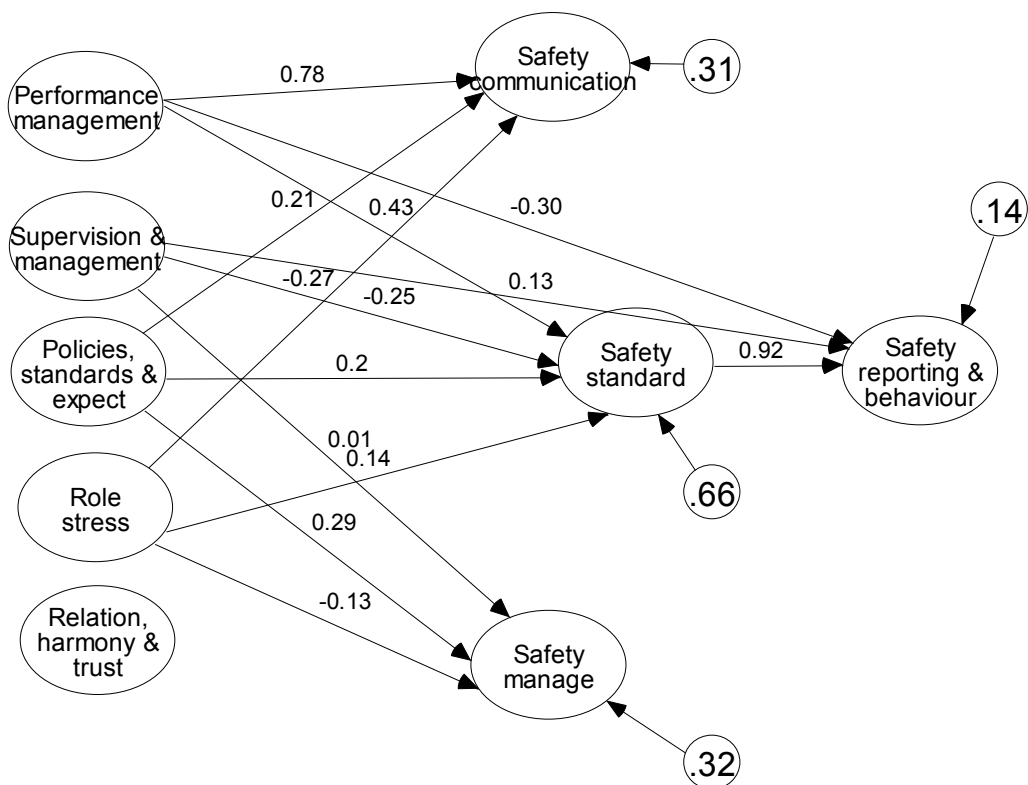 Performance
management
Supervision &
management
Policies,
standards &
expect
Role
stress
Relation,
harmony &
trust
0.78
0.21
0.43
-0.30
-0.27
-0.25
0.13
0.2
0.92
0.01
0.14
0.29
-0.13
Safety
communication
.31
Safety
standard
.66
Safety
manage
.32
Safety
reporting &
behaviour
.14